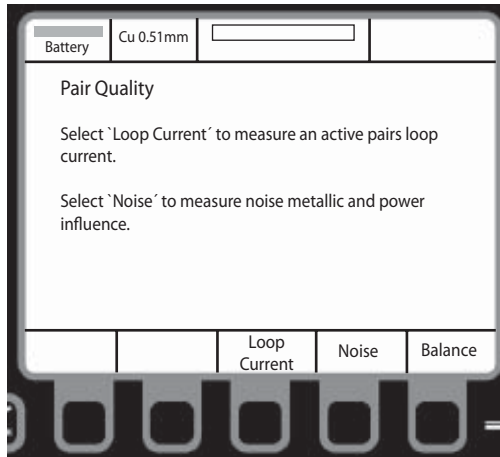 Battery
Cu 0.51mm
Pair Quality
Select `Loop Current´ to measure an active pairs loop
current.
Select `Noise´ to measure noise metallic and power
influence.
Loop
Current
Noise
Balance